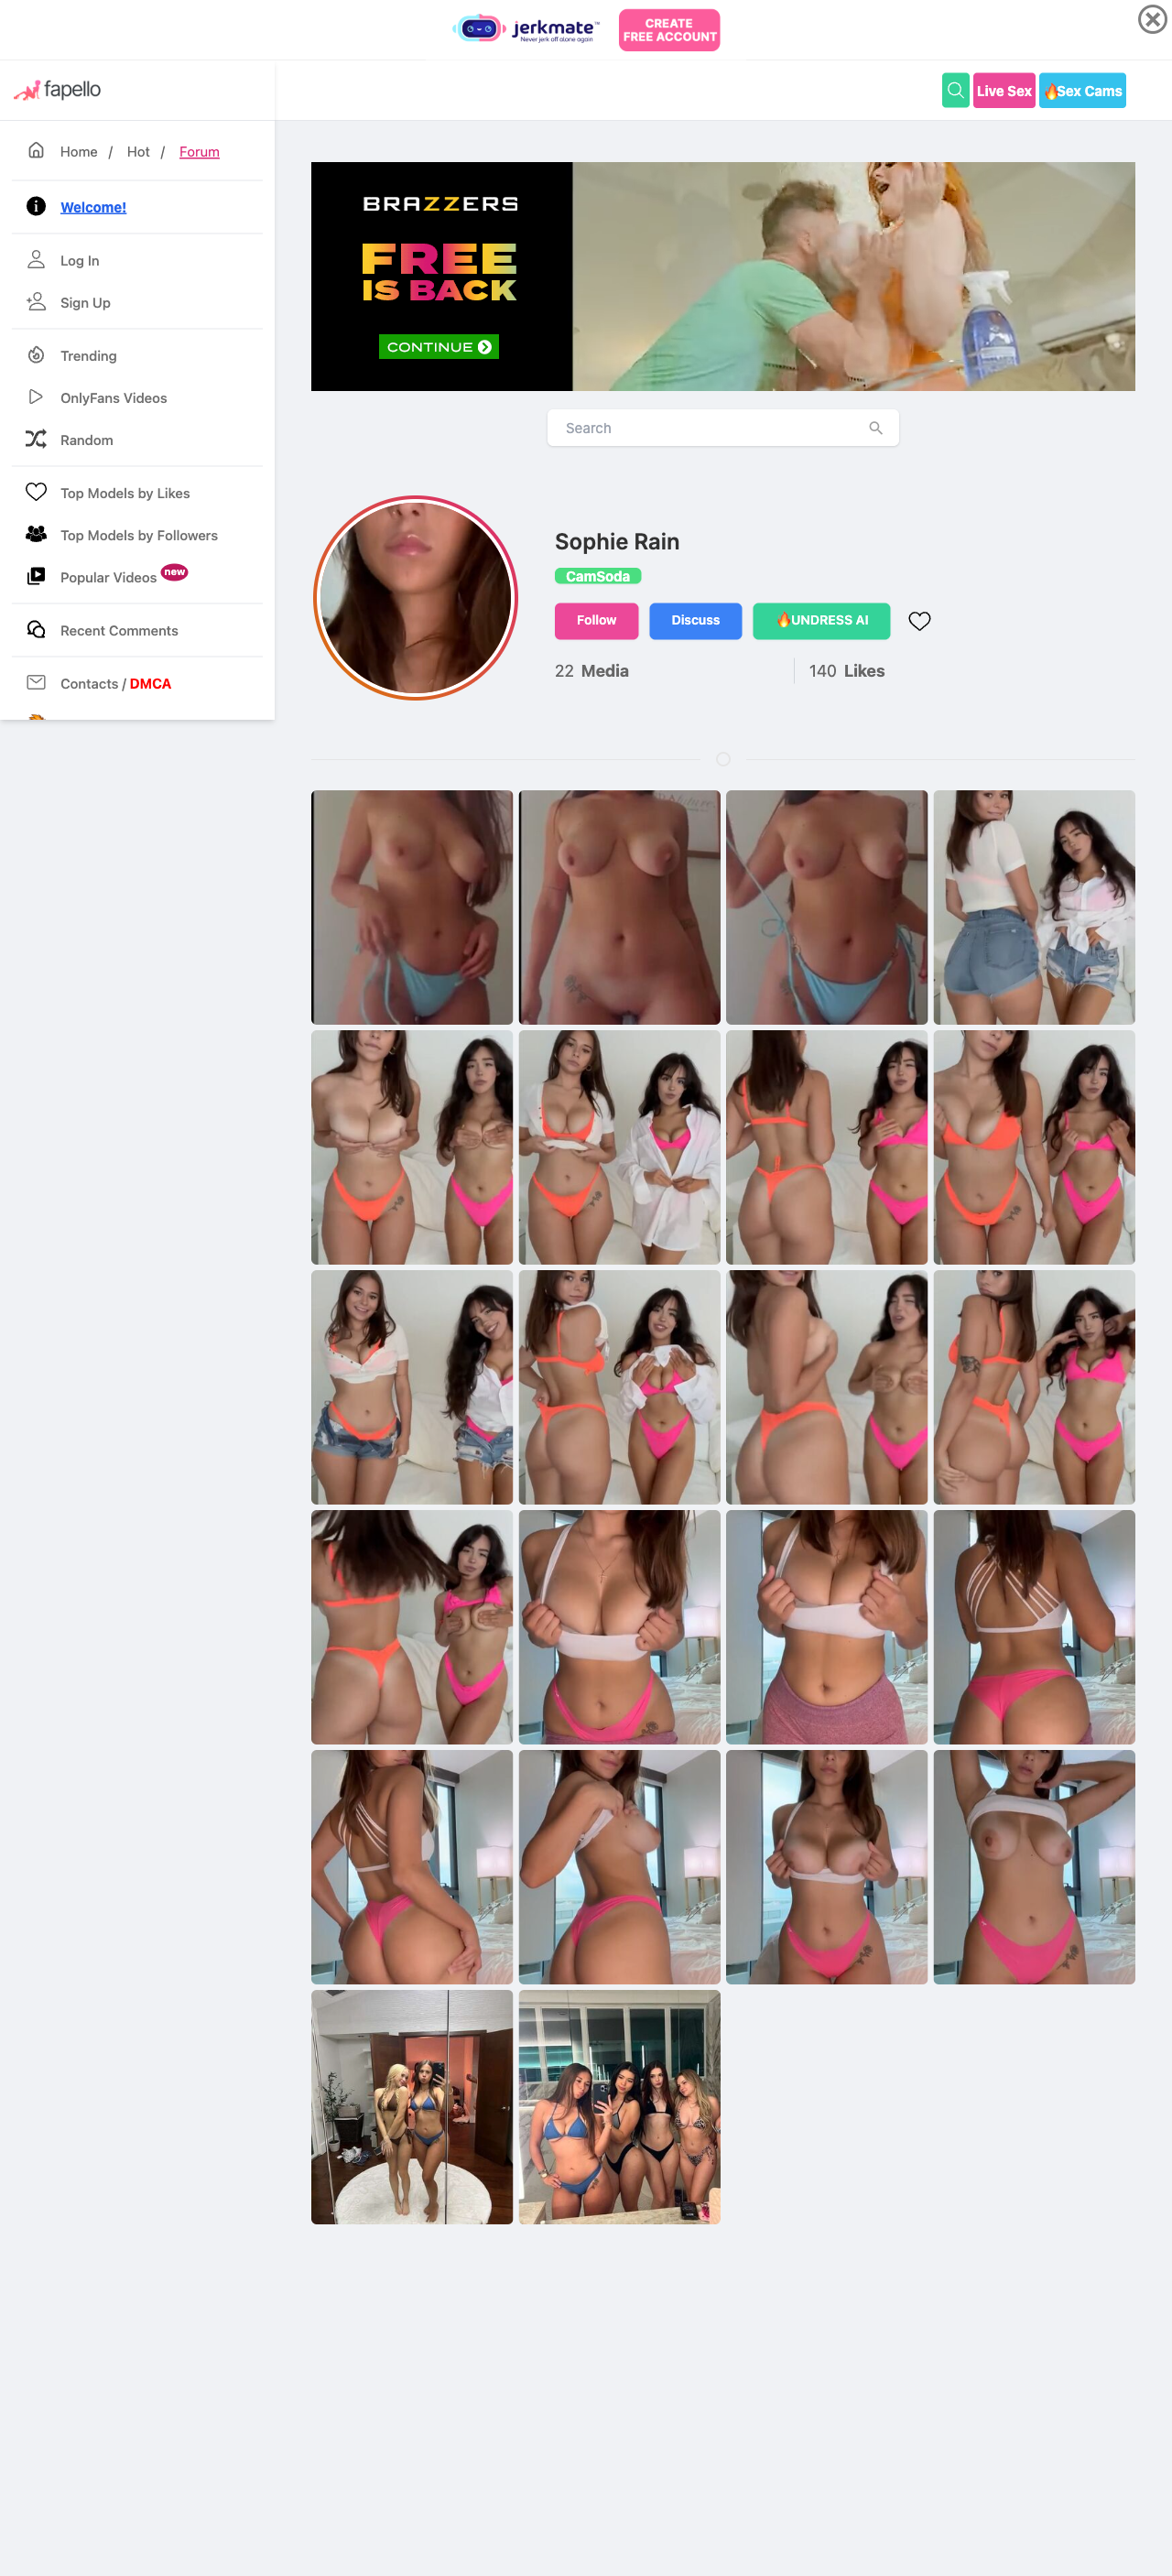 jerkmate™
Never jerk off alone again
CREATE
FREE ACCOUNT
fapello
Live Sex
🔥Sex Cams
Home / Hot / Forum
Welcome!
Log In
Sign Up
Trending
OnlyFans Videos
Random
Top Models by Likes
Top Models by Followers
Popular Videos new
Recent Comments
Contacts / DMCA
BRAZZERS
FREE
IS BACK
CONTINUE
Search
Sophie Rain
CamSoda
Follow
Discuss
🔥UNDRESS AI
22 Media
140 Likes